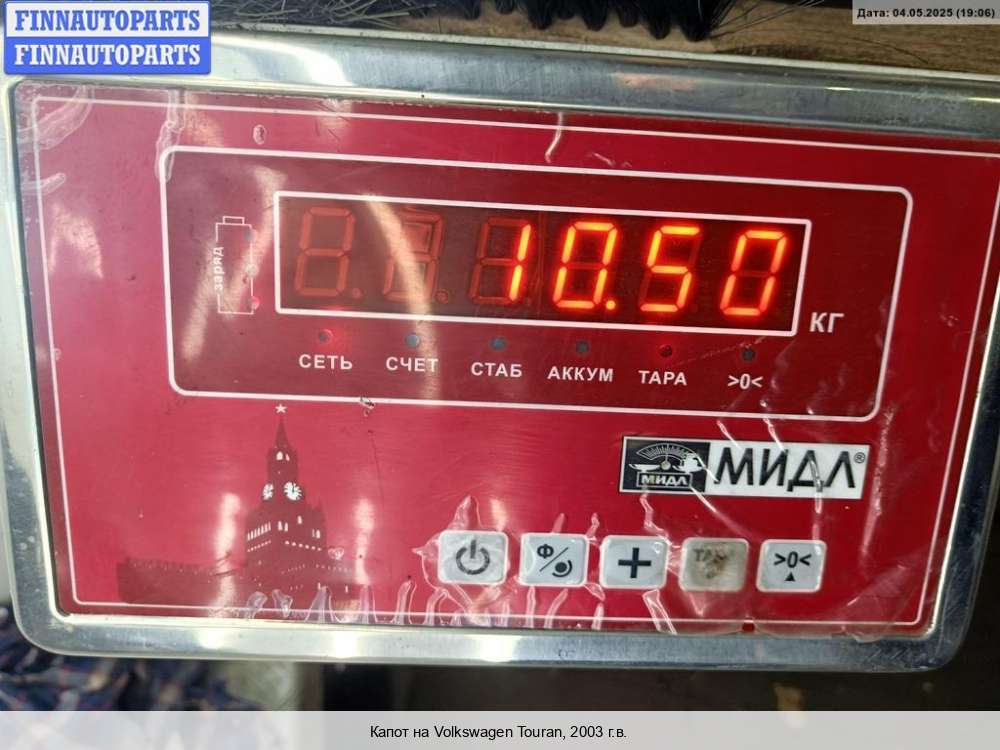 FINNAUTOPARTS
FINNAUTOPARTS
Дата: 04.05.2025 (19:06)
заряд
10.50
КГ
СЕТЬ СЧЕТ СТАБ АККУМ ТАРА >0<
МИДЛ МИДЛ®
Ф/ + >0<
Капот на Volkswagen Touran, 2003 г.в.